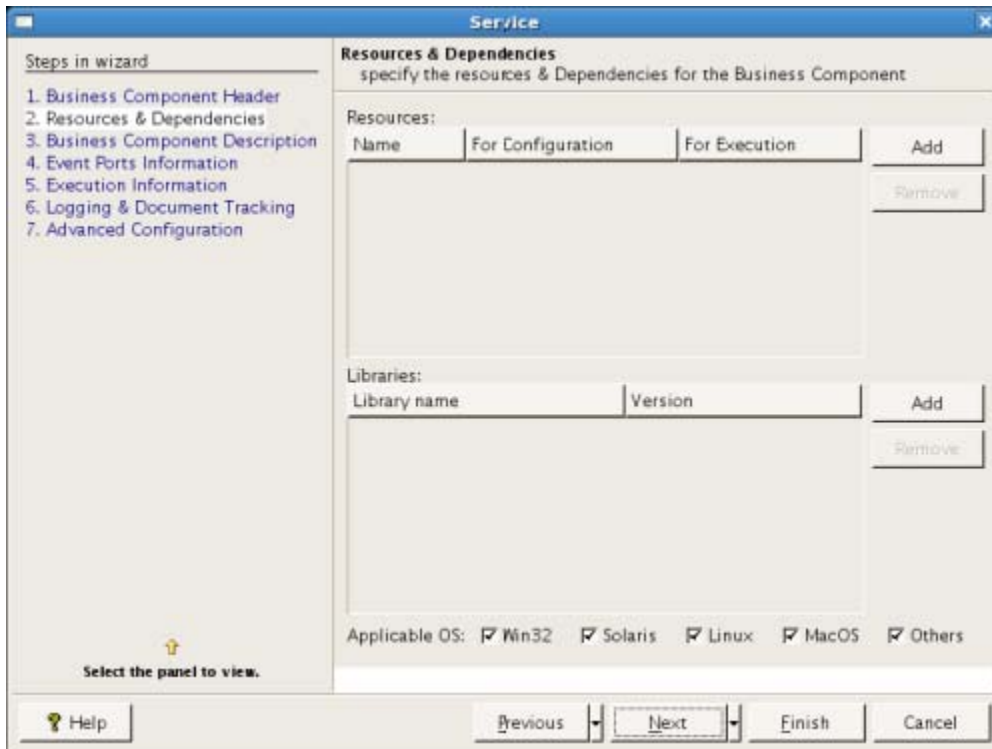 Service
Steps in wizard
1. Business Component Header
2. Resources & Dependencies
3. Business Component Description
4. Event Ports Information
5. Execution Information
6. Logging & Document Tracking
7. Advanced Configuration
Select the panel to view.
Resources & Dependencies
specify the resources & Dependencies for the Business Component
Resources:
Name For Configuration For Execution
Add
Remove
Libraries:
Library name Version
Add
Remove
Applicable OS: Win32 Solaris Linux MacOS Others
Help Previous Next Finish Cancel